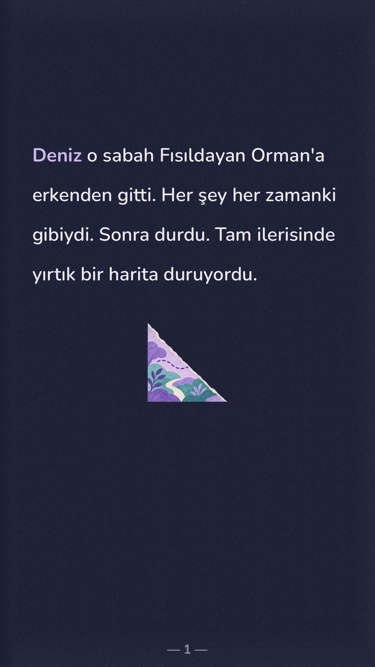 Deniz o sabah Fısıldayan Orman'a
erkenden gitti. Her şey her zamanki
gibiydi. Sonra durdu. Tam ilerisinde
yırtık bir harita duruyordu.
— 1 —